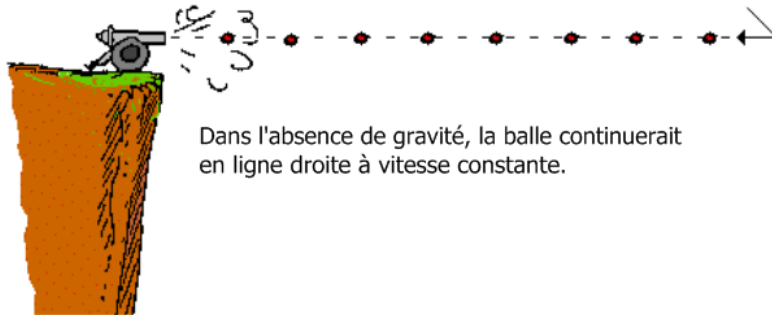 Dans l'absence de gravité, la balle continuerait
en ligne droite à vitesse constante.